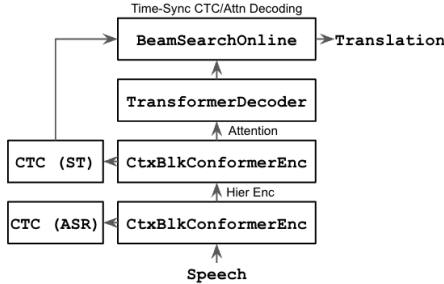 Time-Sync CTC/Attn Decoding
BeamSearchOnline
Translation
TransformerDecoder
Attention
CTC (ST)
CtxBlkConformerEnc
Hier Enc
CTC (ASR)
CtxBlkConformerEnc
Speech